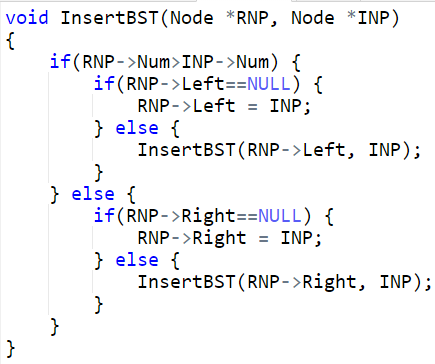 void InsertBST(Node *RNP, Node *INP)
{
    if(RNP->Num>INP->Num) {
        if(RNP->Left==NULL) {
            RNP->Left = INP;
        } else {
            InsertBST(RNP->Left, INP);
        }
    } else {
        if(RNP->Right==NULL) {
            RNP->Right = INP;
        } else {
            InsertBST(RNP->Right, INP);
        }
    }
}